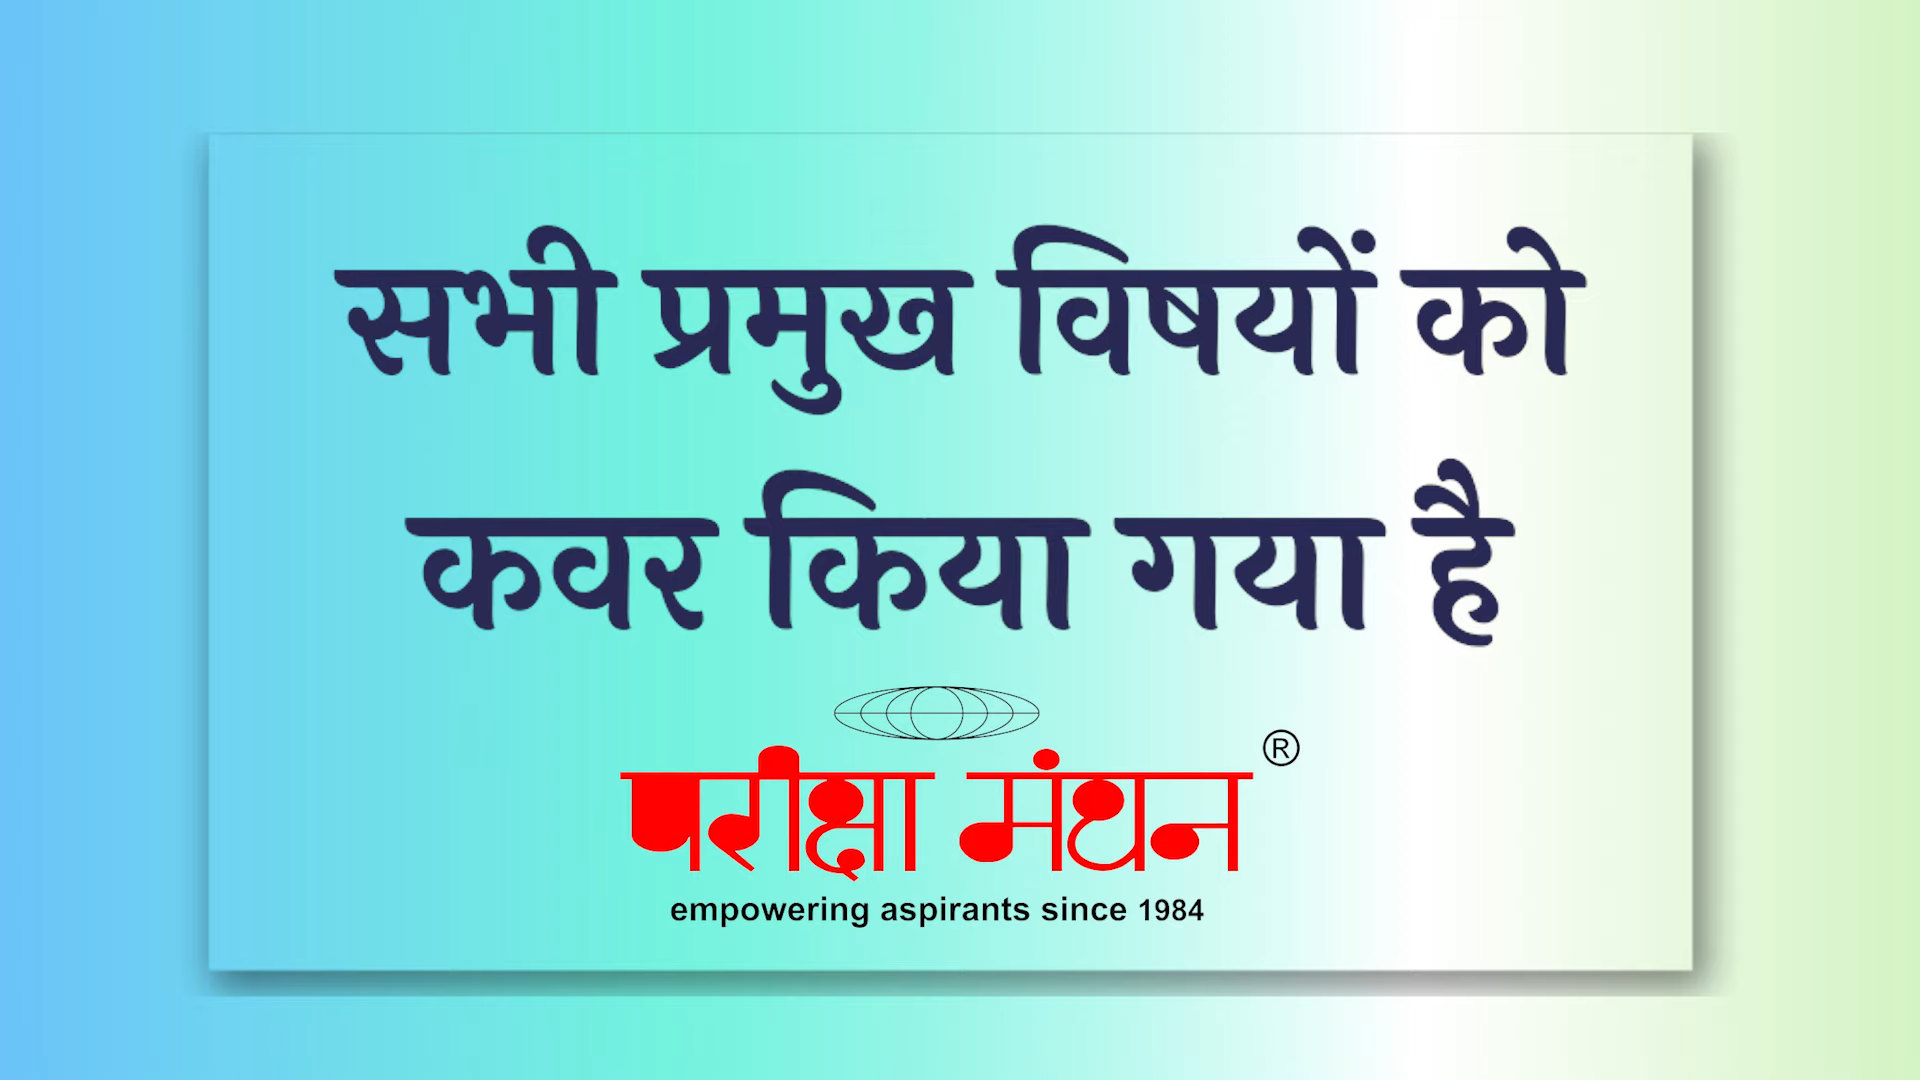 सभी प्रमुख विषयों को
कवर किया गया है
परीक्षा मंथन ®
empowering aspirants since 1984